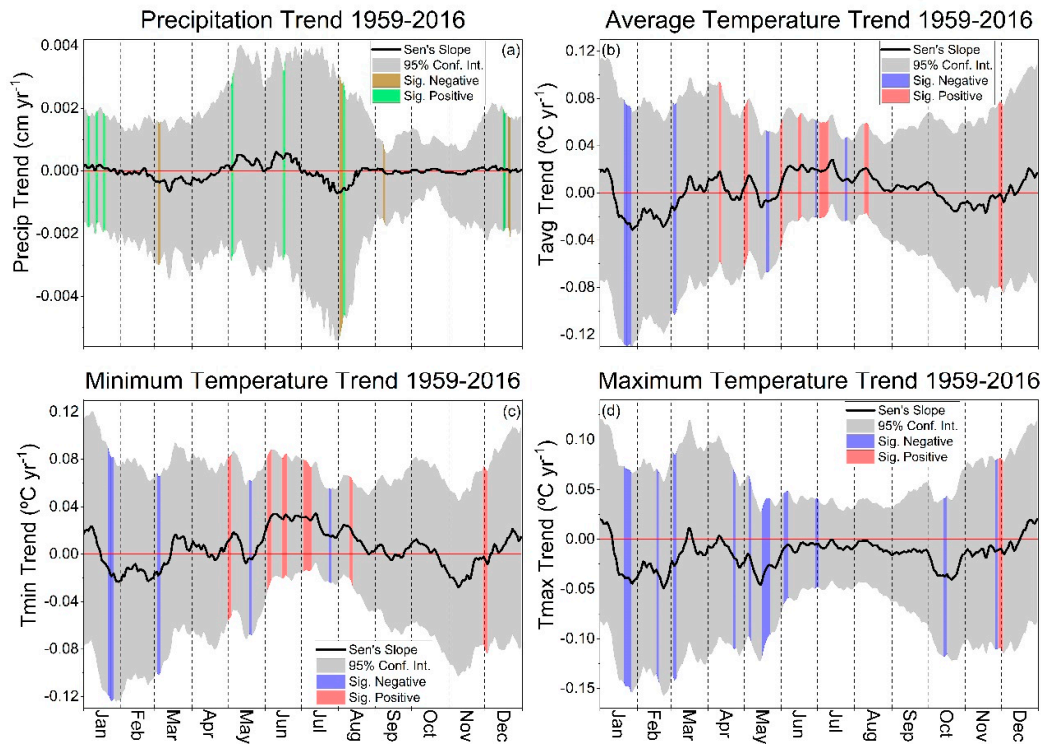 Precipitation Trend 1959-2016
(a)
Sen's Slope
95% Conf. Int.
Sig. Negative
Sig. Positive
0.004
0.002
0.000
-0.002
-0.004
Precip Trend (cm yr⁻¹)
Average Temperature Trend 1959-2016
(b)
Sen's Slope
95% Conf. Int.
Sig. Negative
Sig. Positive
0.12
0.08
0.04
0.00
-0.04
-0.08
-0.12
Tavg Trend (ºC yr⁻¹)
Minimum Temperature Trend 1959-2016
(c)
0.12
0.08
0.04
0.00
-0.04
-0.08
-0.12
Tmin Trend (ºC yr⁻¹)
Sen's Slope
95% Conf. Int.
Sig. Negative
Sig. Positive
Jan
Feb
Mar
Apr
May
Jun
Jul
Aug
Sep
Oct
Nov
Dec
Maximum Temperature Trend 1959-2016
(d)
Sen's Slope
95% Conf. Int.
Sig. Negative
Sig. Positive
0.10
0.05
0.00
-0.05
-0.10
-0.15
Tmax Trend (ºC yr⁻¹)
Jan
Feb
Mar
Apr
May
Jun
Jul
Aug
Sep
Oct
Nov
Dec